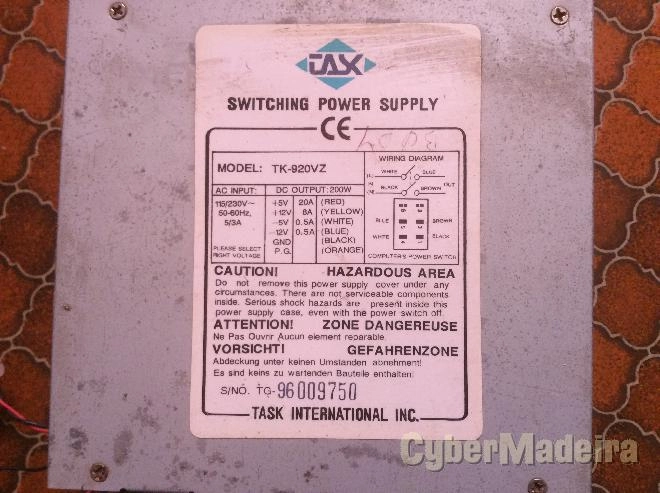 TASK
SWITCHING POWER SUPPLY
CE
MODEL: TK-920VZ
AC INPUT: DC OUTPUT: 200W
115/230V~
50-60Hz,
5/3A
PLEASE SELECT
RIGHT VOLTAGE
+5V 20A (RED)
+12V 8A (YELLOW)
-5V 0.5A (WHITE)
-12V 0.5A (BLUE)
GND (BLACK)
P.G. (ORANGE)
WIRING DIAGRAM
WHITE BLUE
IN OUT
BLACK BROWN
BLUE BROWN
WHITE BLACK
COMPUTER'S POWER SWITCH
CAUTION! HAZARDOUS AREA
Do not remove this power supply cover under any
circumstances. There are not serviceable components
inside. Serious shock hazards are present inside this
power supply case, even with the power switch off.
ATTENTION! ZONE DANGEREUSE
Ne Pas Ouvnr Aucun element reparable.
VORSICHT! GEFAHRENZONE
Abdeckung unter keinen Umstanden abnehment!
Es sind keins zu wartenden Bauteile enthalten!
S/NO. TG-96009750
TASK INTERNATIONAL INC.
CyberMadeira